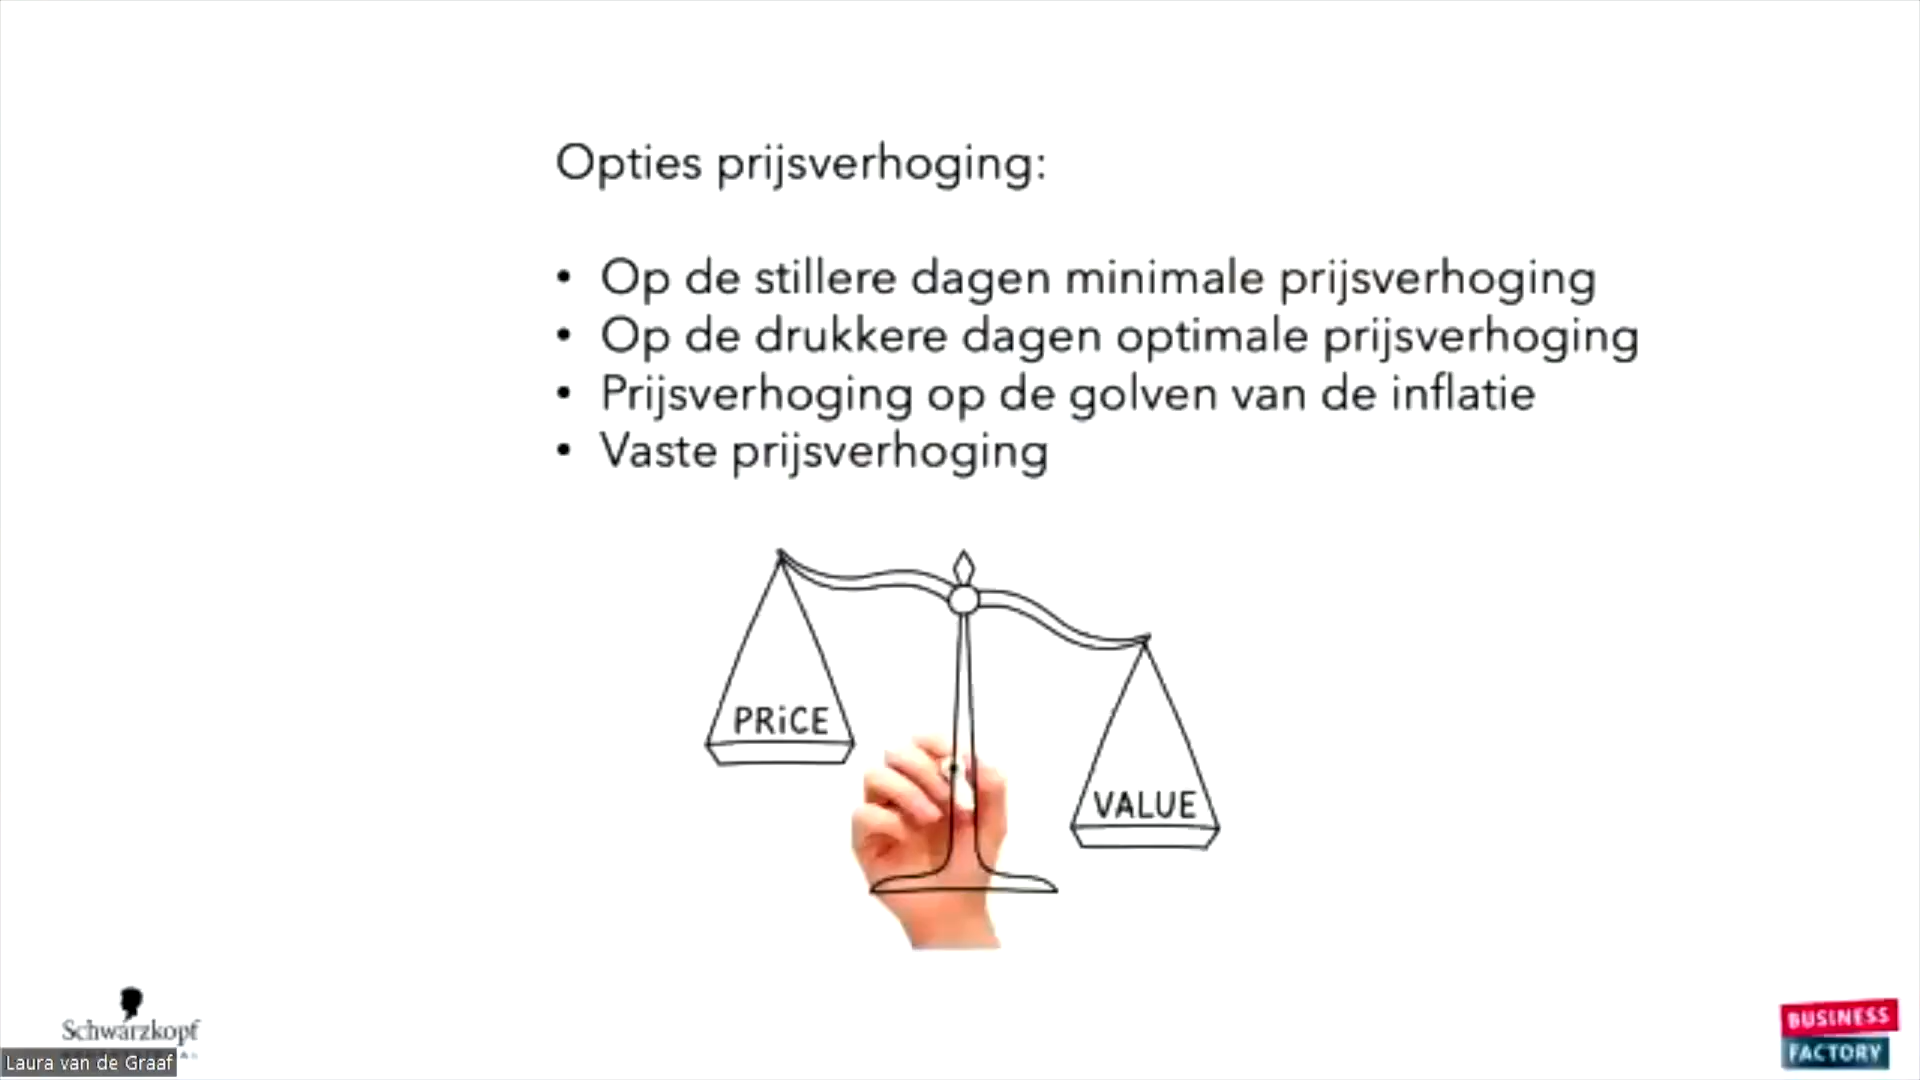 Opties prijsverhoging:
• Op de stillere dagen minimale prijsverhoging
• Op de drukkere dagen optimale prijsverhoging
• Prijsverhoging op de golven van de inflatie
• Vaste prijsverhoging
PRiCE
VALUE
Schwarzkopf
Laura van de Graaf
BUSINESS
FACTORY